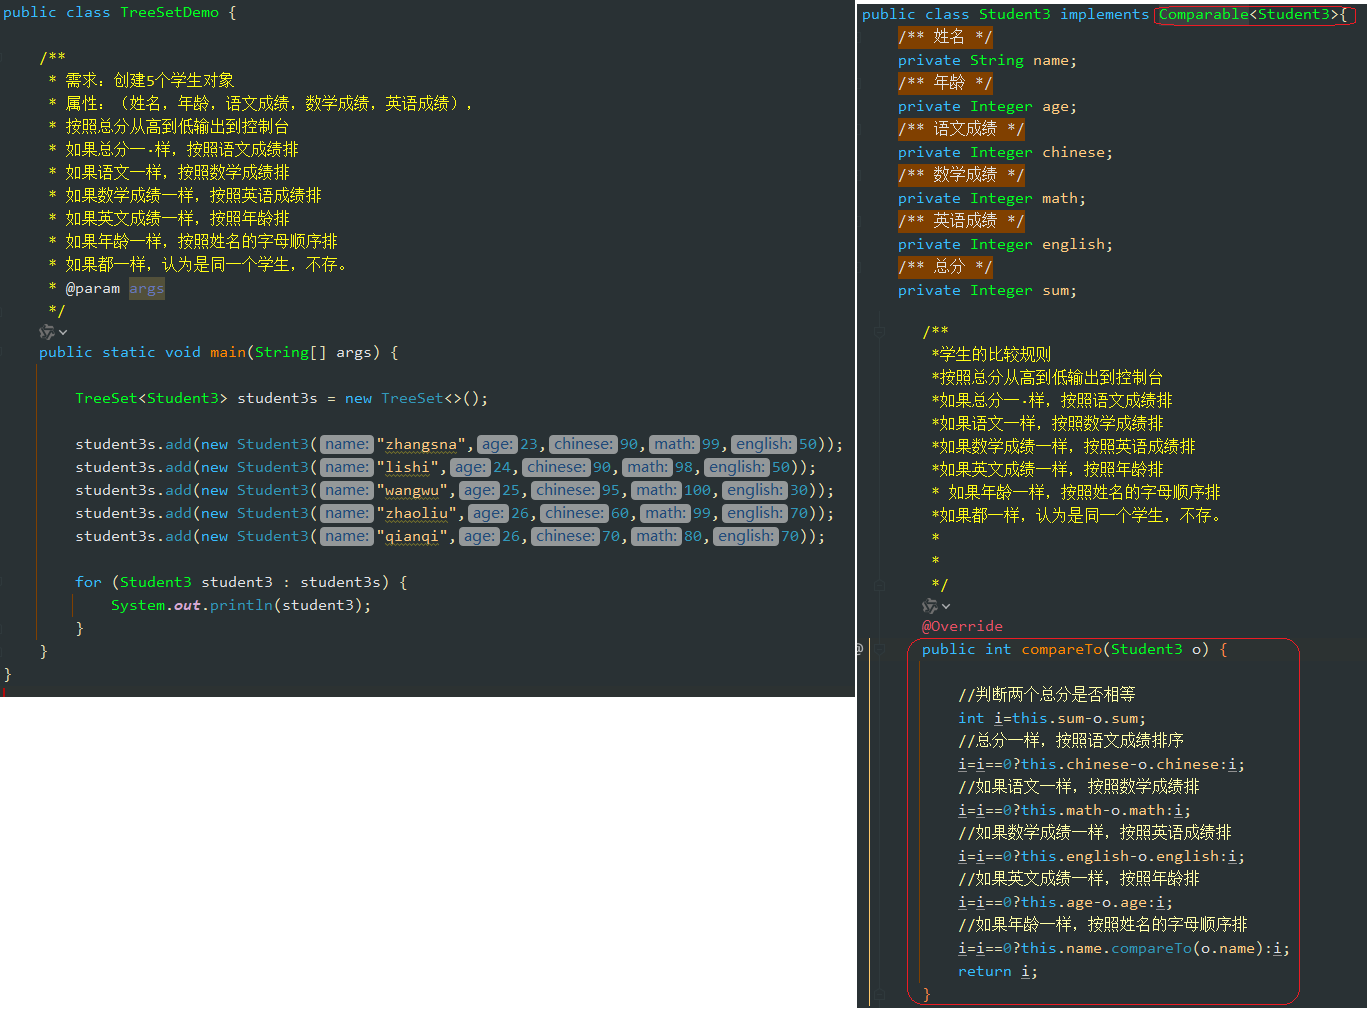 public class TreeSetDemo {
/**
* 需求：创建5个学生对象
* 属性：（姓名，年龄，语文成绩，数学成绩，英语成绩），
* 按照总分从高到低输出到控制台
* 如果总分一·样，按照语文成绩排
* 如果语文一样，按照数学成绩排
* 如果数学成绩一样，按照英语成绩排
* 如果英文成绩一样，按照年龄排
* 如果年龄一样，按照姓名的字母顺序排
* 如果都一样，认为是同一个学生，不存。
* @param args
*/
public static void main(String[] args) {
TreeSet<Student3> student3s = new TreeSet<>();
student3s.add(new Student3( name: "zhangsna", age: 23, chinese: 90, math: 99, english: 50));
student3s.add(new Student3( name: "lishi", age: 24, chinese: 90, math: 98, english: 50));
student3s.add(new Student3( name: "wangwu", age: 25, chinese: 95, math: 100, english: 30));
student3s.add(new Student3( name: "zhaoliu", age: 26, chinese: 60, math: 99, english: 70));
student3s.add(new Student3( name: "qianqi", age: 26, chinese: 70, math: 80, english: 70));
for (Student3 student3 : student3s) {
System.out.println(student3);
}
}
}
public class Student3 implements Comparable<Student3>{
/** 姓名 */
private String name;
/** 年龄 */
private Integer age;
/** 语文成绩 */
private Integer chinese;
/** 数学成绩 */
private Integer math;
/** 英语成绩 */
private Integer english;
/** 总分 */
private Integer sum;
/**
*学生的比较规则
*按照总分从高到低输出到控制台
*如果总分一·样，按照语文成绩排
*如果语文一样，按照数学成绩排
*如果数学成绩一样，按照英语成绩排
*如果英文成绩一样，按照年龄排
* 如果年龄一样，按照姓名的字母顺序排
*如果都一样，认为是同一个学生，不存。
*
*
*/
@Override
public int compareTo(Student3 o) {
//判断两个总分是否相等
int i=this.sum-o.sum;
//总分一样，按照语文成绩排序
i=i==0?this.chinese-o.chinese:i;
//如果语文一样，按照数学成绩排
i=i==0?this.math-o.math:i;
//如果数学成绩一样，按照英语成绩排
i=i==0?this.english-o.english:i;
//如果英文成绩一样，按照年龄排
i=i==0?this.age-o.age:i;
//如果年龄一样，按照姓名的字母顺序排
i=i==0?this.name.compareTo(o.name):i;
return i;
}